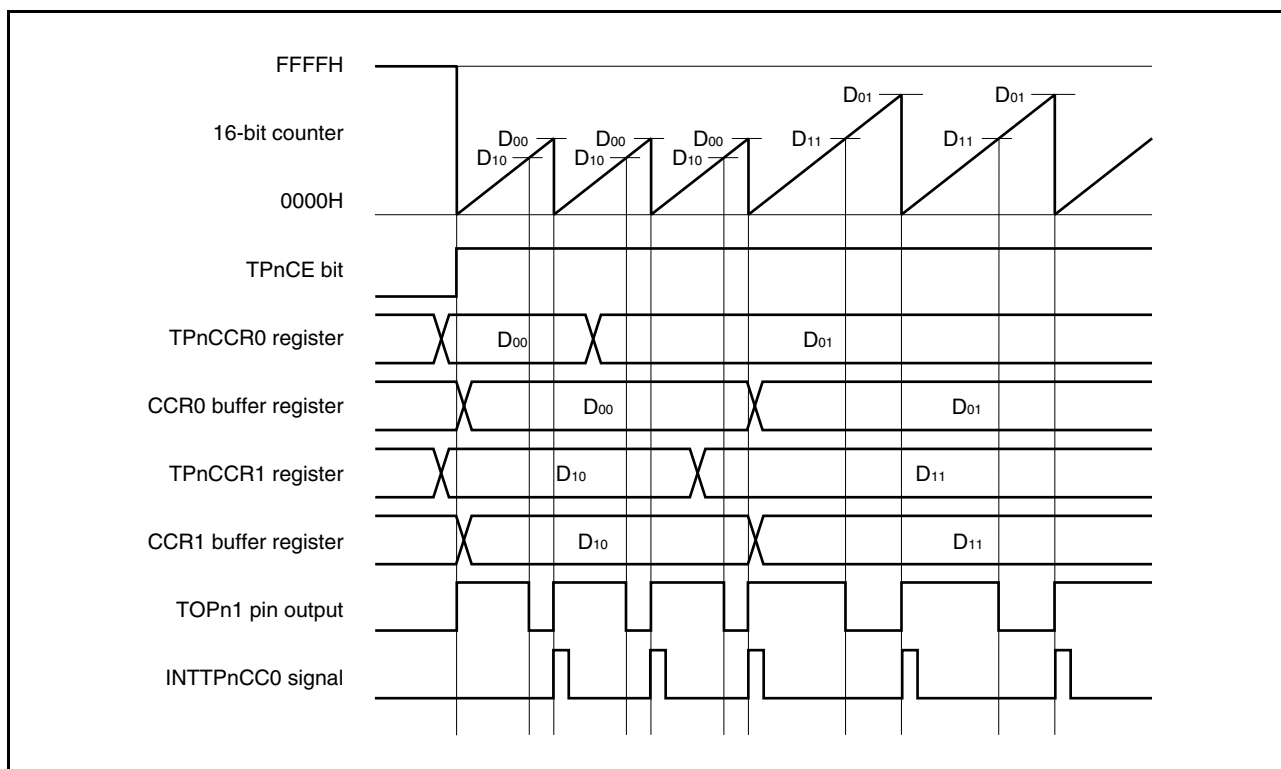 FFFFH
D01 D01
16-bit counter D00 D00 D00 D11 D11
D10 D10 D10
0000H
TPnCE bit
TPnCCR0 register D00 D01
CCR0 buffer register D00 D01
TPnCCR1 register D10 D11
CCR1 buffer register D10 D11
TOPn1 pin output
INTTPnCC0 signal